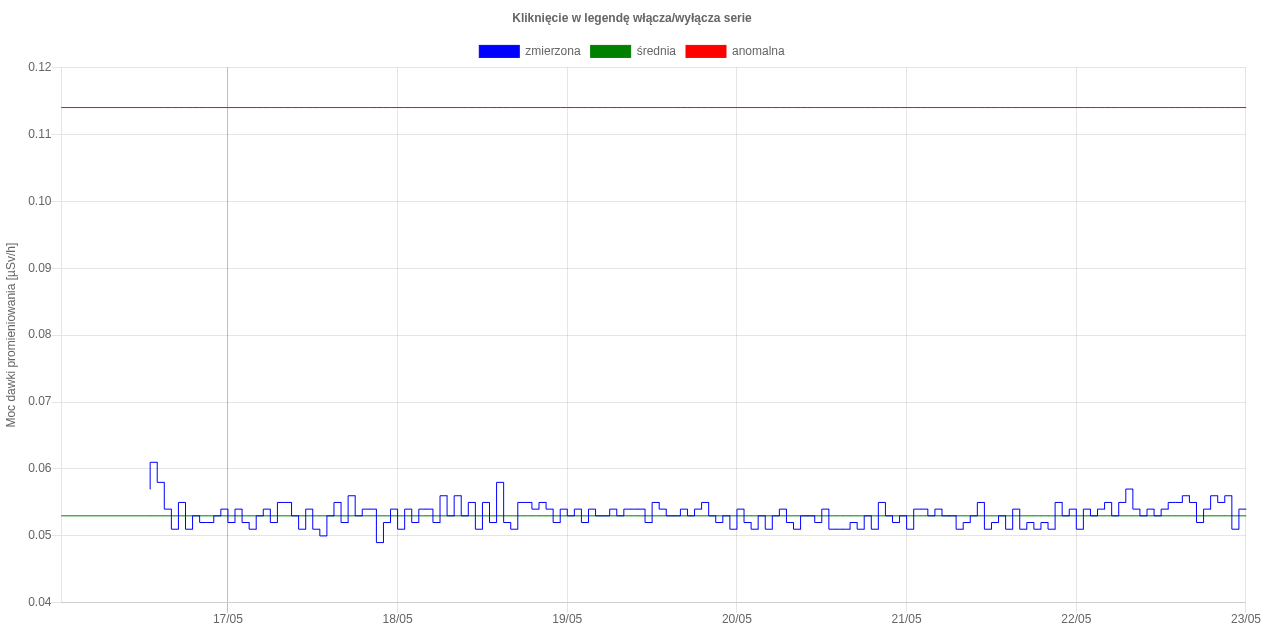 Kliknięcie w legendę włącza/wyłącza serie
zmierzona średnia anomalna
Moc dawki promieniowania [µSv/h]
0.12
0.11
0.10
0.09
0.08
0.07
0.06
0.05
0.04
17/05 18/05 19/05 20/05 21/05 22/05 23/05